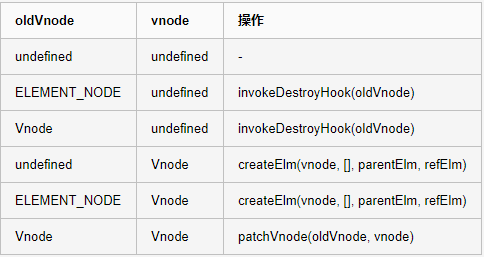 oldVnode vnode 操作
undefined undefined -
ELEMENT_NODE undefined invokeDestroyHook(oldVnode)
Vnode undefined invokeDestroyHook(oldVnode)
undefined Vnode createElm(vnode, [], parentElm, refElm)
ELEMENT_NODE Vnode createElm(vnode, [], parentElm, refElm)
Vnode Vnode patchVnode(oldVnode, vnode)